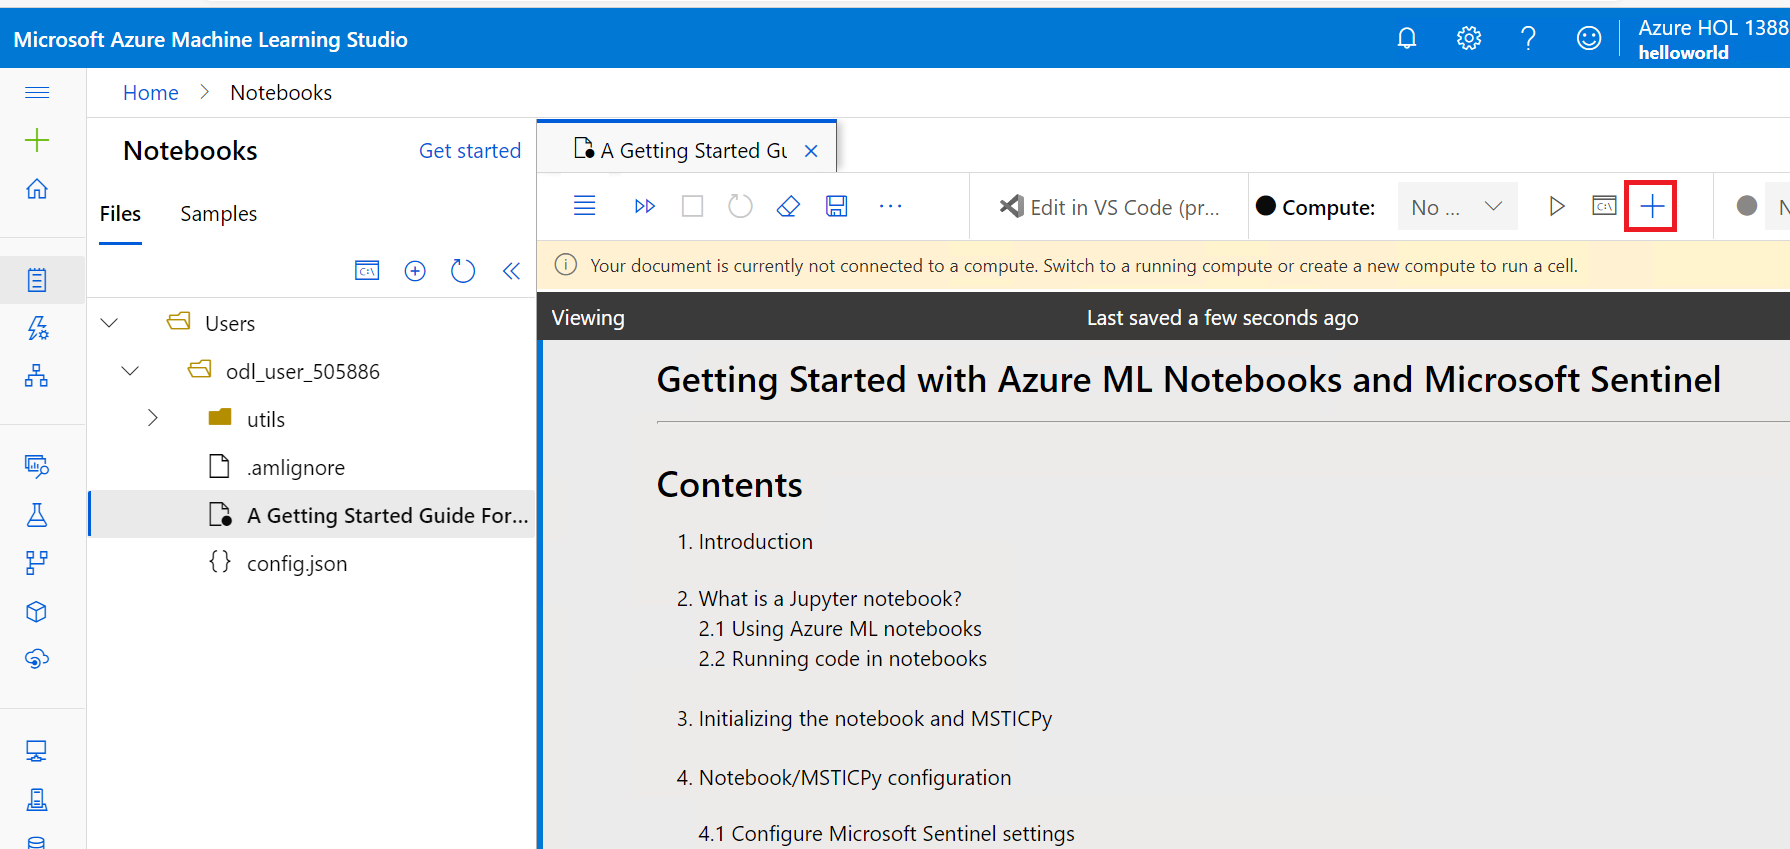 Microsoft Azure Machine Learning Studio
Azure HOL 1388
helloworld
Home > Notebooks
Notebooks
Get started
Files
Samples
Users
odl_user_505886
utils
.amlignore
A Getting Started Guide For...
{} config.json
A Getting Started Gu
Edit in VS Code (pr...
Compute:
No ...
N
Your document is currently not connected to a compute. Switch to a running compute or create a new compute to run a cell.
Viewing
Last saved a few seconds ago
Getting Started with Azure ML Notebooks and Microsoft Sentinel
Contents
1. Introduction
2. What is a Jupyter notebook?
2.1 Using Azure ML notebooks
2.2 Running code in notebooks
3. Initializing the notebook and MSTICPy
4. Notebook/MSTICPy configuration
4.1 Configure Microsoft Sentinel settings